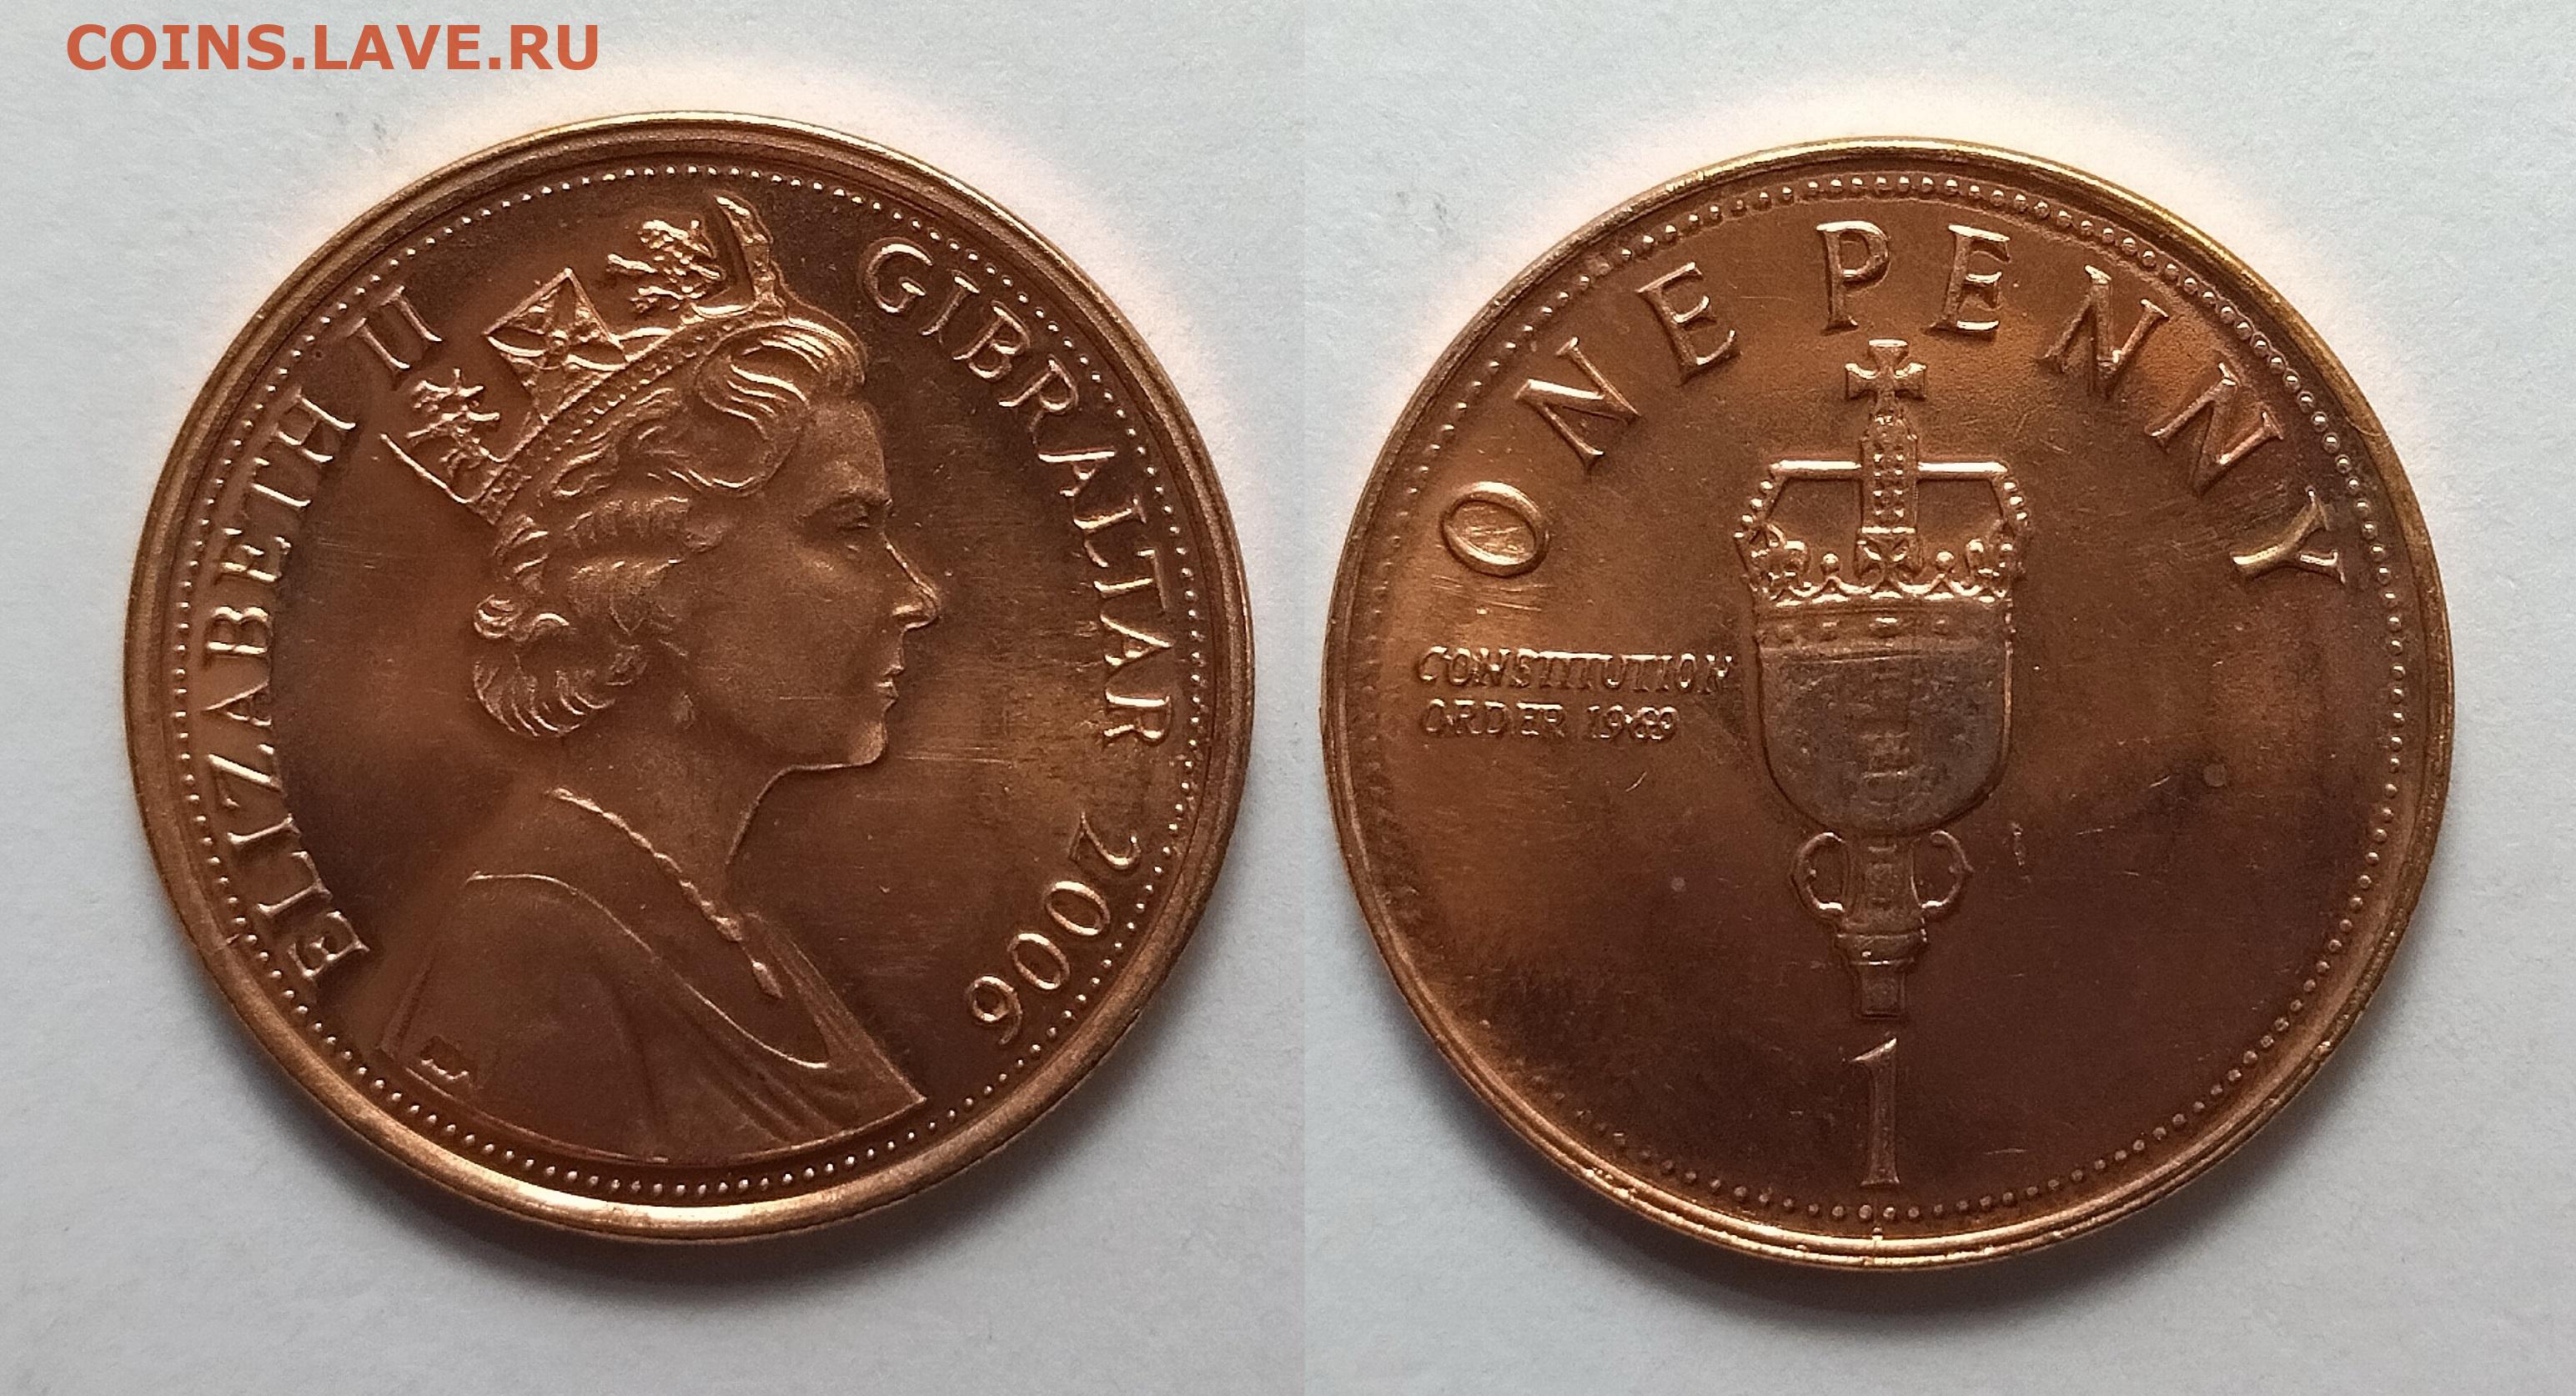 COINS.LAVE.RU
ELIZABETH II GIBRALTAR 2006
ONE PENNY
CONSTITUTION
ORDER 1969
1